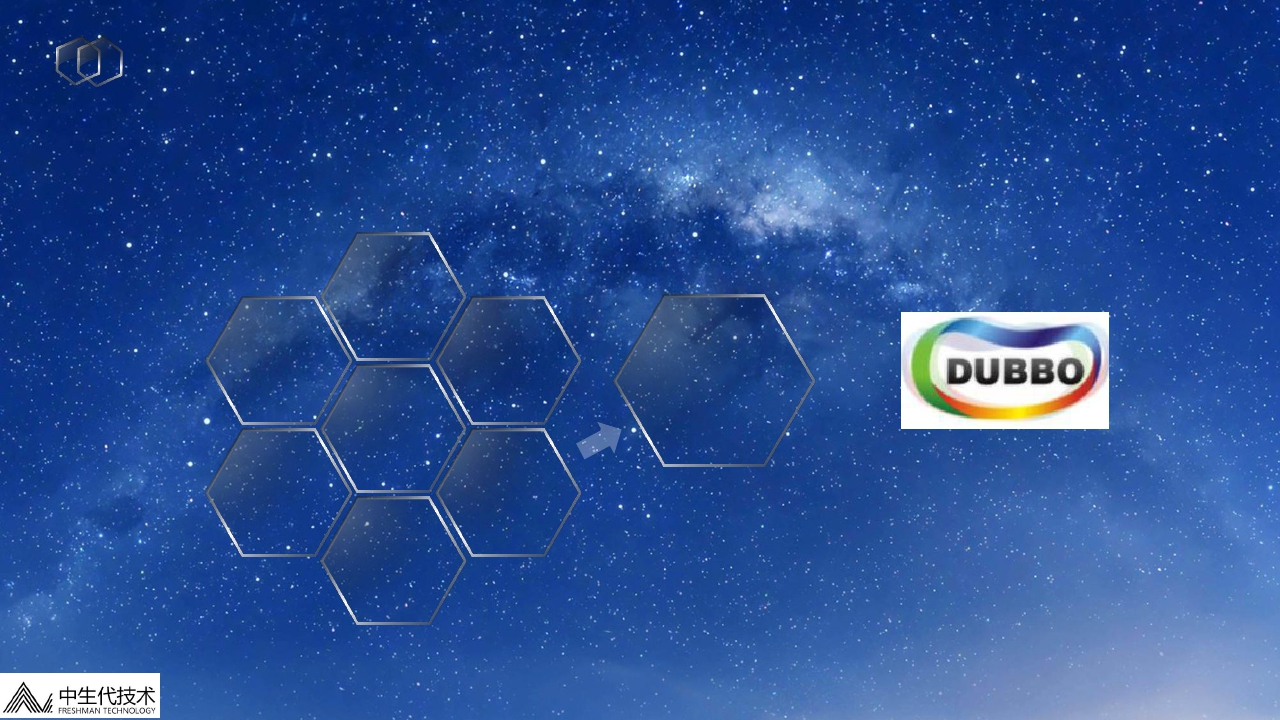 DUBBO
中生代技术
FRESHMAN TECHNOLOGY